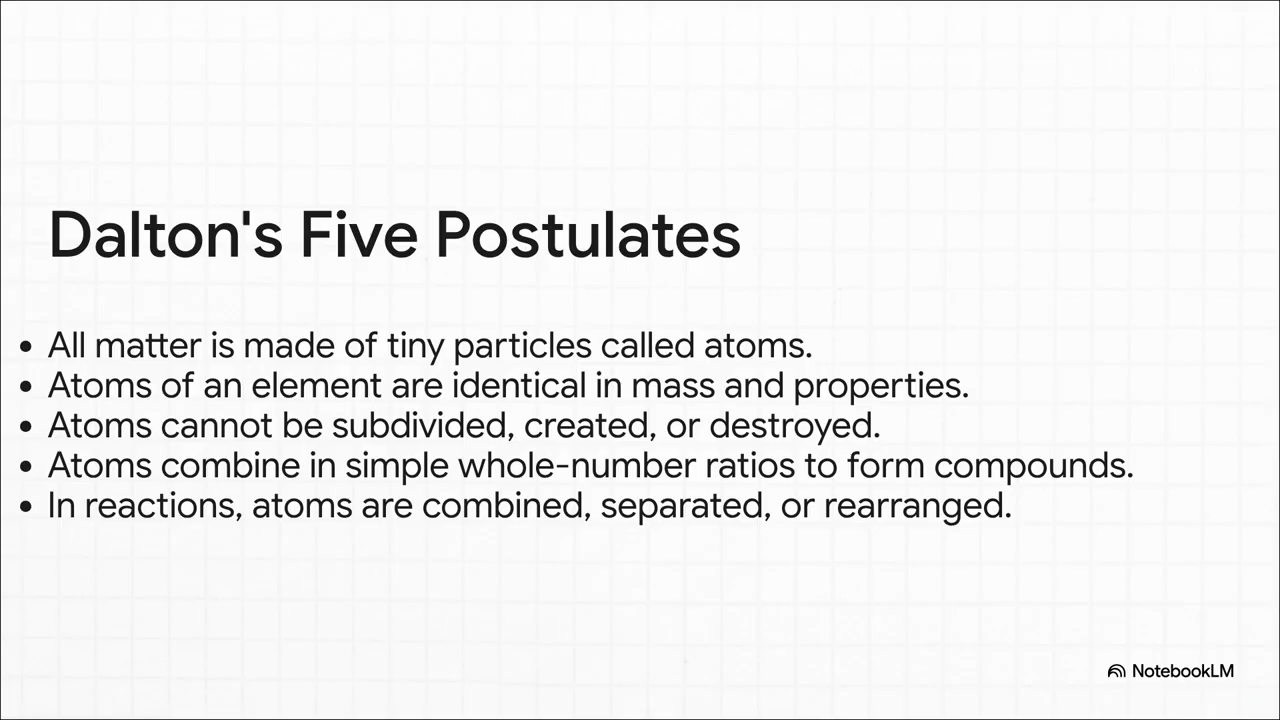 Dalton's Five Postulates
• All matter is made of tiny particles called atoms.
• Atoms of an element are identical in mass and properties.
• Atoms cannot be subdivided, created, or destroyed.
• Atoms combine in simple whole-number ratios to form compounds.
• In reactions, atoms are combined, separated, or rearranged.
NotebookLM